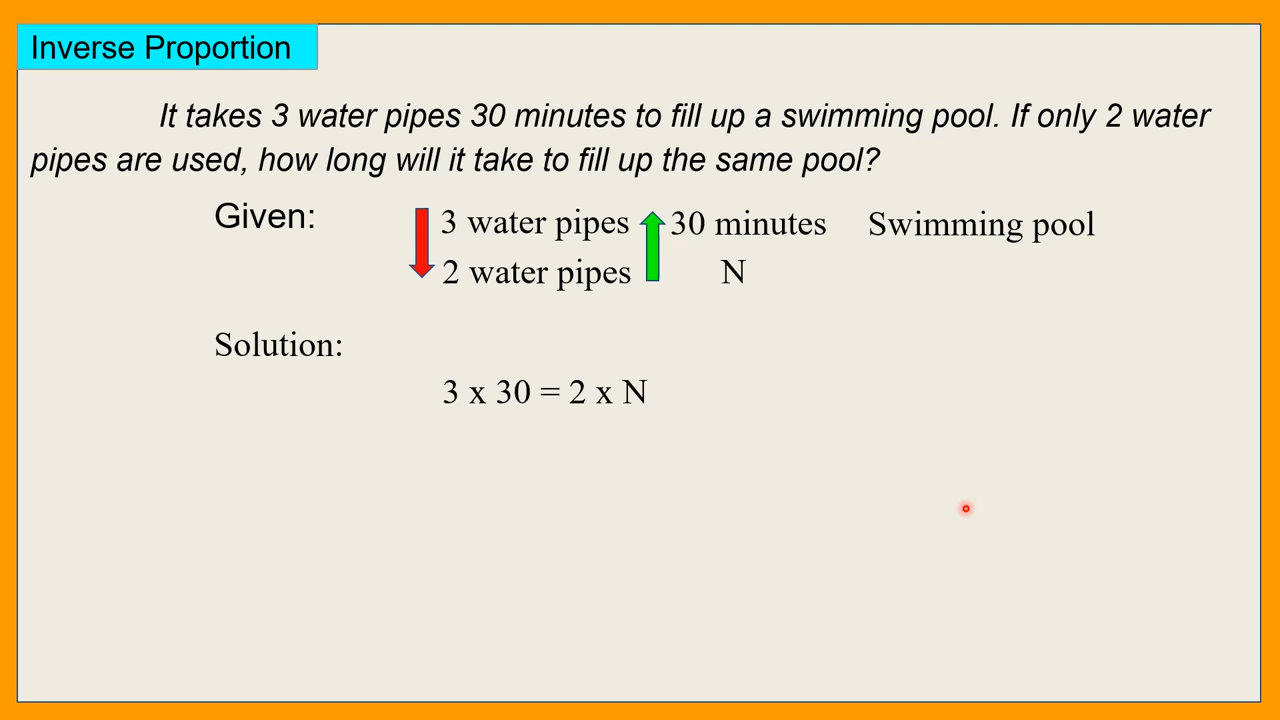 Inverse Proportion
It takes 3 water pipes 30 minutes to fill up a swimming pool. If only 2 water
pipes are used, how long will it take to fill up the same pool?
Given: 3 water pipes 30 minutes Swimming pool
2 water pipes N
Solution:
3 x 30 = 2 x N